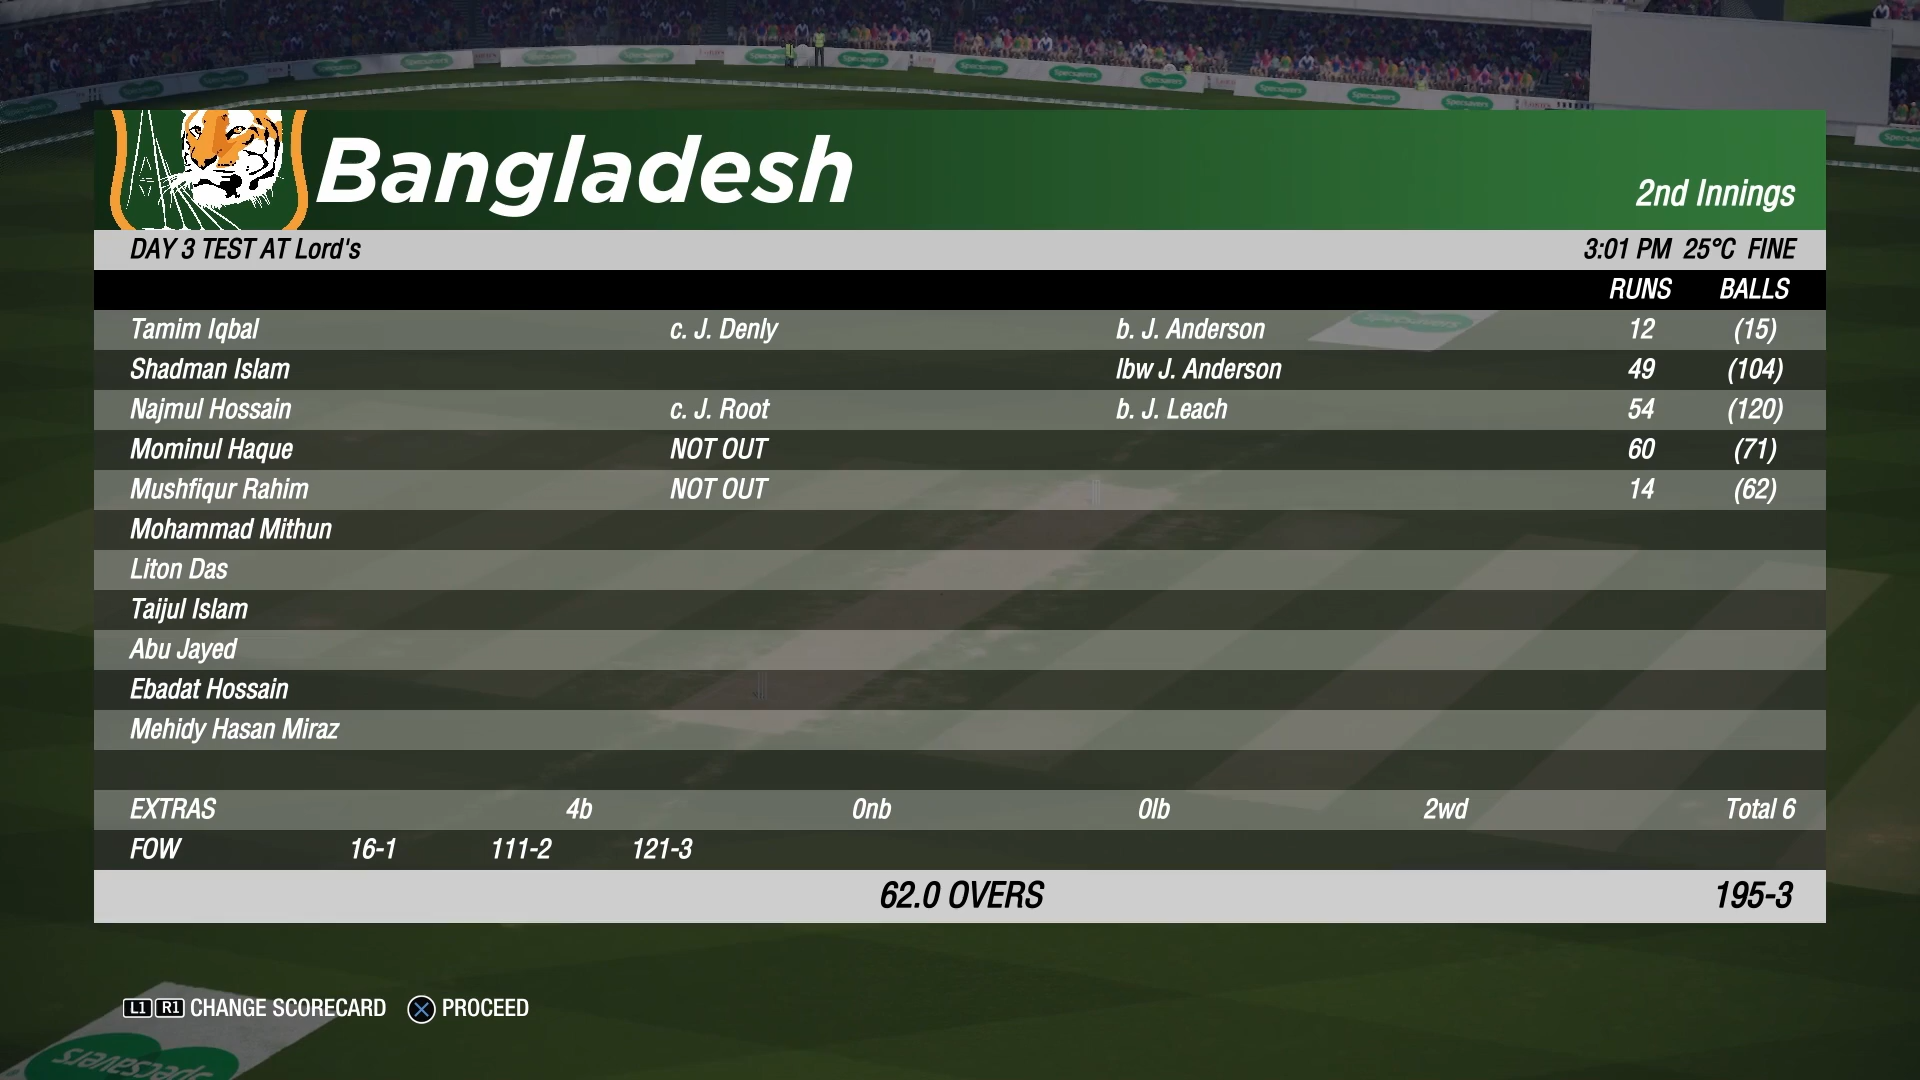 Bangladesh
2nd Innings
DAY 3 TEST AT Lord's 3:01 PM 25°C FINE
RUNS BALLS
Tamim Iqbal c. J. Denly b. J. Anderson 12 (15)
Shadman Islam lbw J. Anderson 49 (104)
Najmul Hossain c. J. Root b. J. Leach 54 (120)
Mominul Haque NOT OUT 60 (71)
Mushfiqur Rahim NOT OUT 14 (62)
Mohammad Mithun
Liton Das
Taijul Islam
Abu Jayed
Ebadat Hossain
Mehidy Hasan Miraz
EXTRAS 4b 0nb 0lb 2wd Total 6
FOW 16-1 111-2 121-3
62.0 OVERS 195-3
L1 R1 CHANGE SCORECARD PROCEED
Specsavers